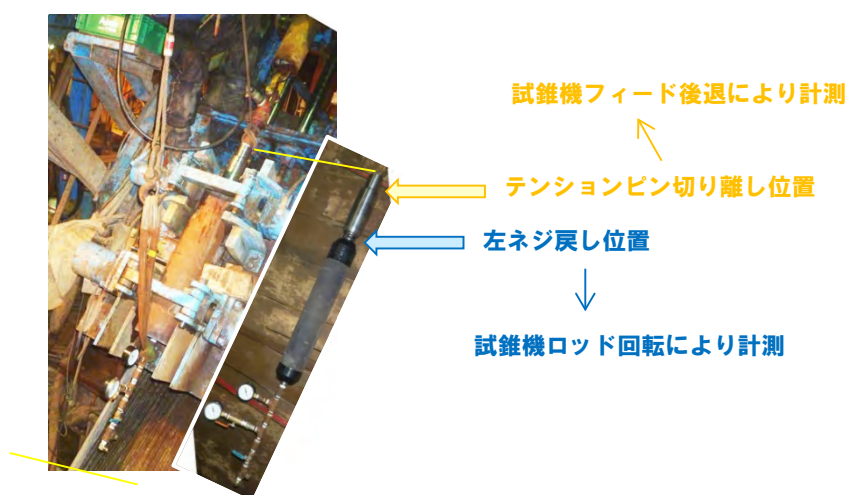 試錐機フィード後退により計測
テンションピン切り離し位置
左ネジ戻し位置
試錐機ロッド回転により計測